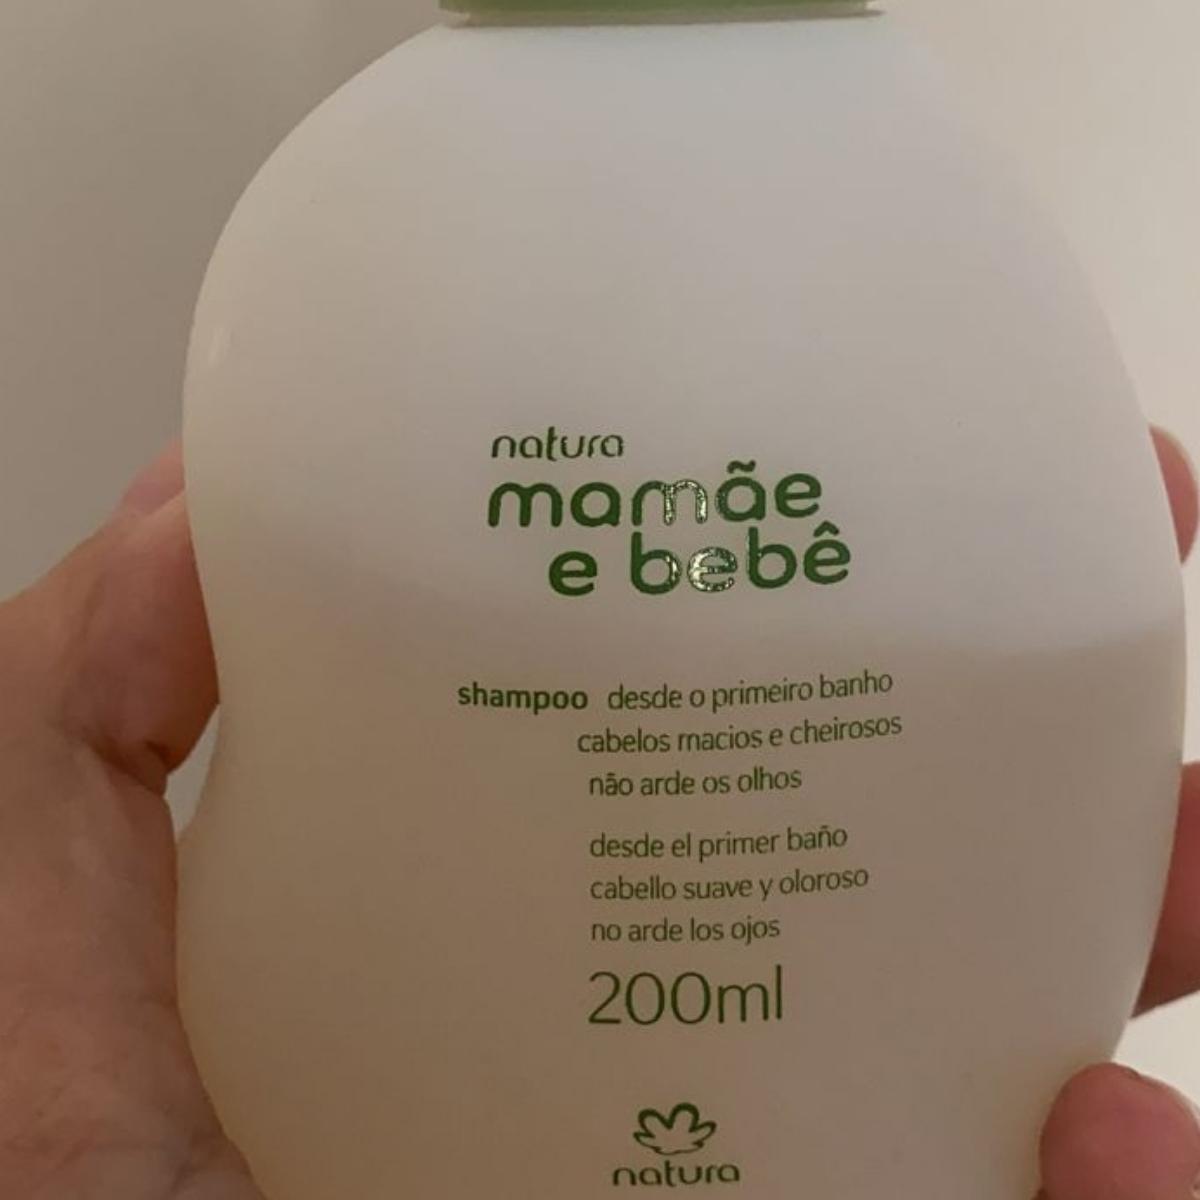 natura
mamãe
e bebê
shampoo desde o primeiro banho
cabelos macios e cheirosos
não arde os olhos
desde el primer baño
cabello suave y oloroso
no arde los ojos
200ml
natura